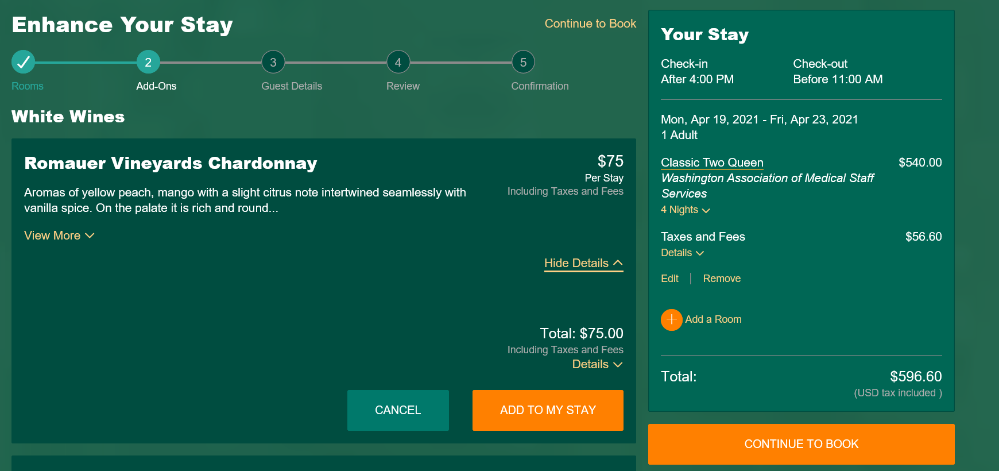 Enhance Your Stay
Continue to Book
2
3
4
5
Rooms
Add-Ons
Guest Details
Review
Confirmation
White Wines
Romauer Vineyards Chardonnay
$75
Per Stay
Including Taxes and Fees
Aromas of yellow peach, mango with a slight citrus note intertwined seamlessly with
vanilla spice. On the palate it is rich and round...
View More
Hide Details
Total: $75.00
Including Taxes and Fees
Details
CANCEL
ADD TO MY STAY
Your Stay
Check-in
After 4:00 PM
Check-out
Before 11:00 AM
Mon, Apr 19, 2021 - Fri, Apr 23, 2021
1 Adult
Classic Two Queen $540.00
Washington Association of Medical Staff
Services
4 Nights
Taxes and Fees $56.60
Details
Edit | Remove
Add a Room
Total: $596.60
(USD tax included )
CONTINUE TO BOOK